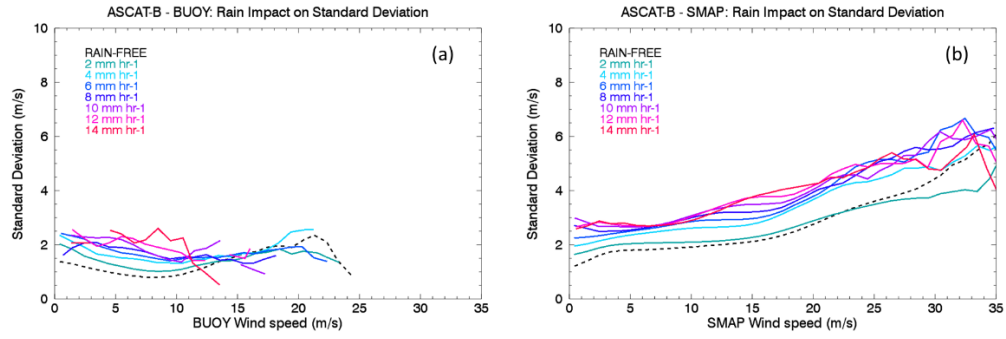 ASCAT-B - BUOY: Rain Impact on Standard Deviation
10
8
6
4
2
0
Standard Deviation (m/s)
RAIN-FREE
2 mm hr-1
4 mm hr-1
6 mm hr-1
8 mm hr-1
10 mm hr-1
12 mm hr-1
14 mm hr-1
(a)
0 5 10 15 20 25 30 35
BUOY Wind speed (m/s)
ASCAT-B - SMAP: Rain Impact on Standard Deviation
10
8
6
4
2
0
Standard Deviation (m/s)
RAIN-FREE
2 mm hr-1
4 mm hr-1
6 mm hr-1
8 mm hr-1
10 mm hr-1
12 mm hr-1
14 mm hr-1
(b)
0 5 10 15 20 25 30 35
SMAP Wind speed (m/s)